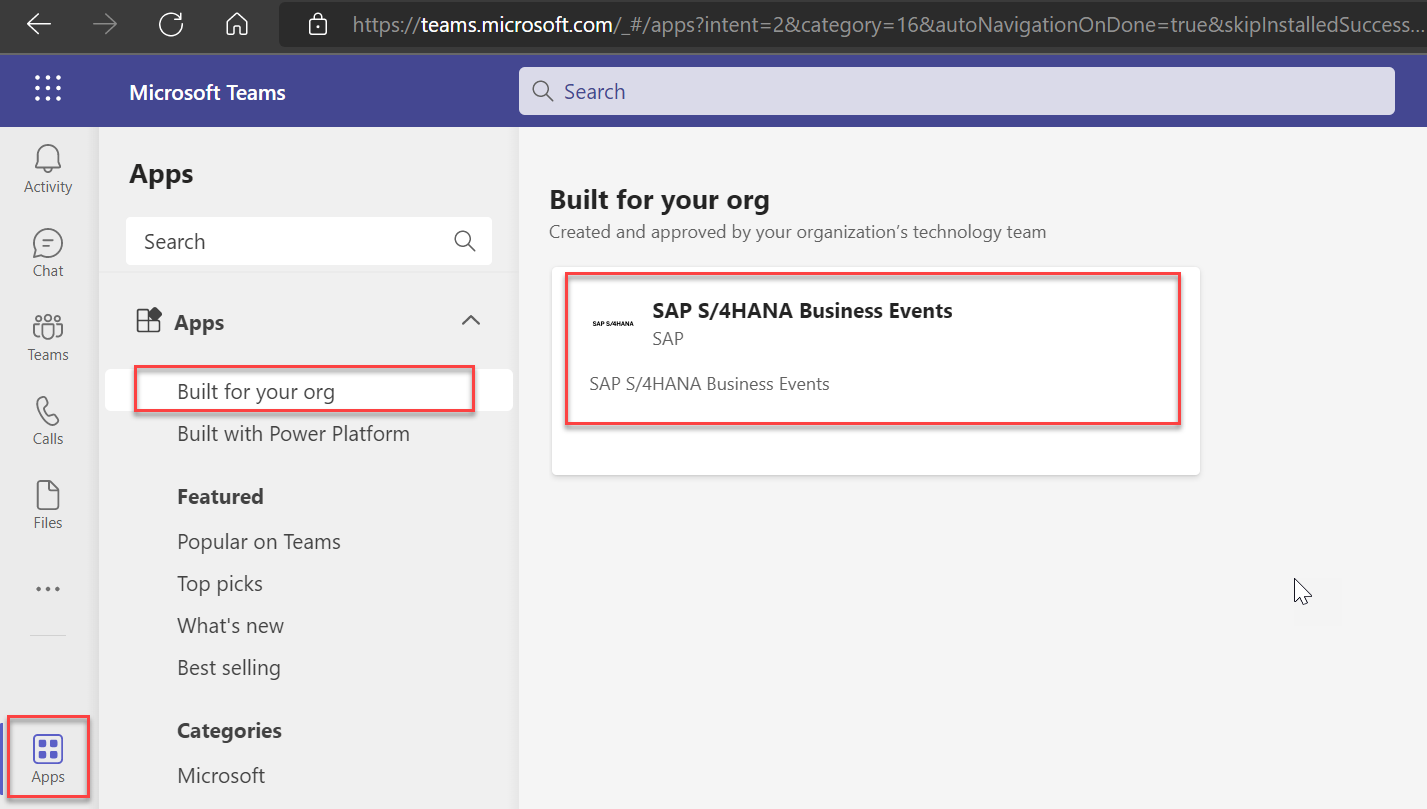 https://teams.microsoft.com/_#/apps?intent=2&category=16&autoNavigationOnDone=true&skipInstalledSuccess...
Microsoft Teams
Search
Activity
Chat
Teams
Calls
Files
Apps
Apps
Search
Apps
Built for your org
Built with Power Platform
Featured
Popular on Teams
Top picks
What's new
Best selling
Categories
Microsoft
Built for your org
Created and approved by your organization's technology team
SAP S/4HANA
SAP S/4HANA Business Events
SAP
SAP S/4HANA Business Events